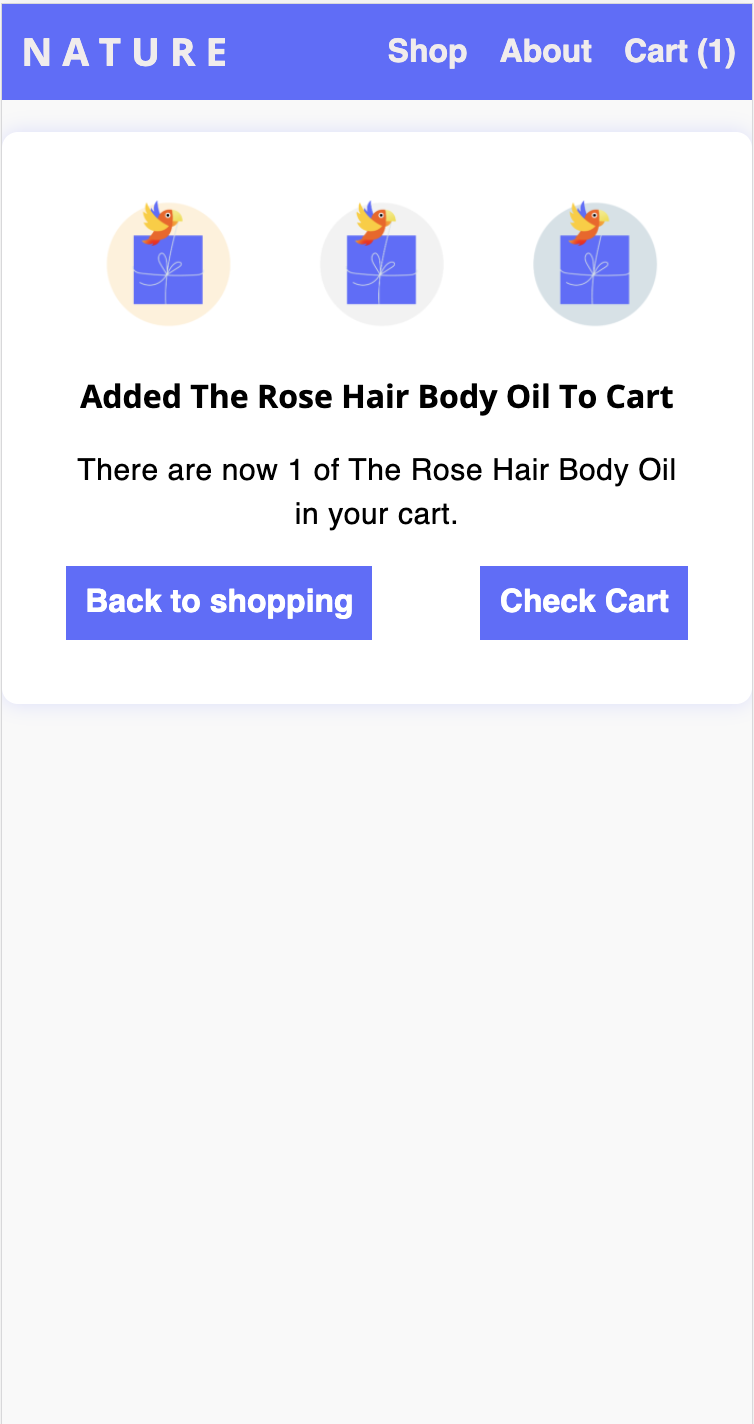 NATURE
Shop
About
Cart (1)
Added The Rose Hair Body Oil To Cart
There are now 1 of The Rose Hair Body Oil
in your cart.
Back to shopping
Check Cart